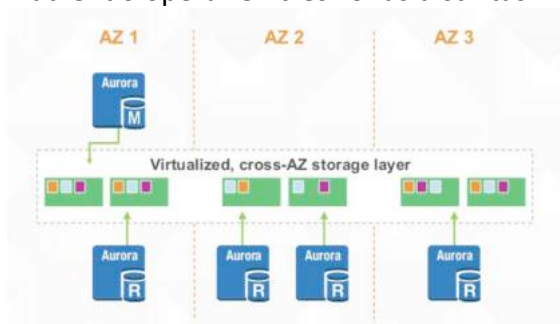 AZ 1 AZ 2 AZ 3
Aurora
M
Virtualized, cross-AZ storage layer
Aurora Aurora Aurora Aurora
R R R R